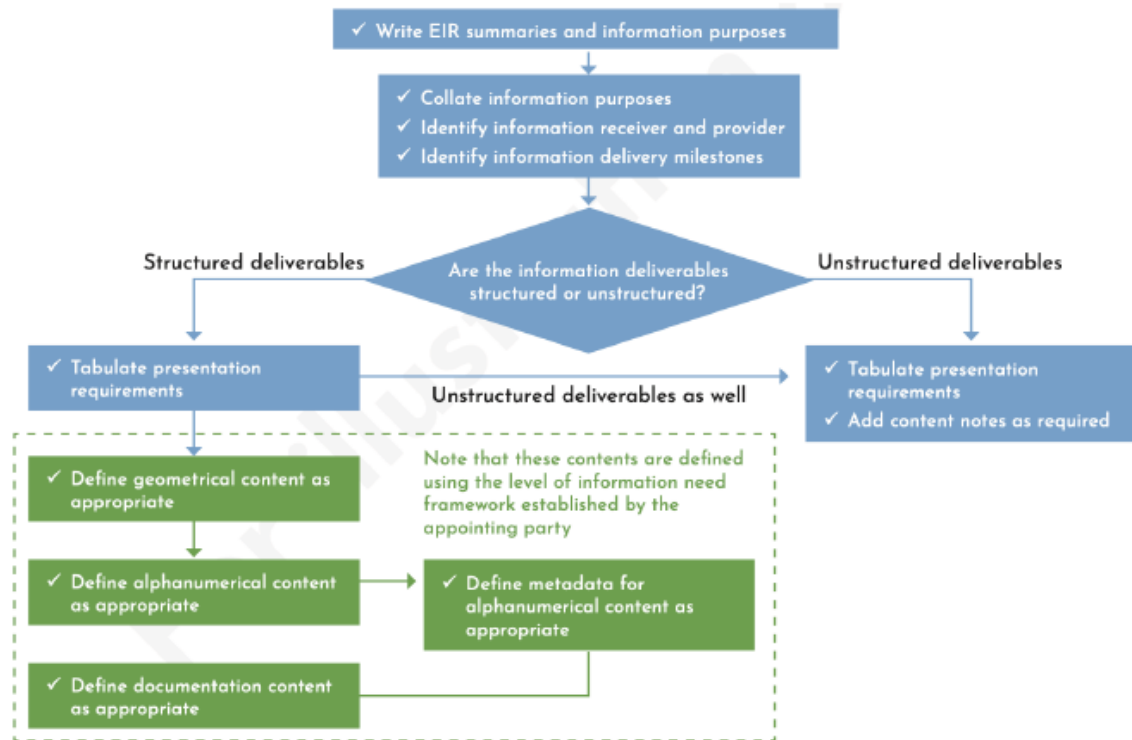 ✓ Write EIR summaries and information purposes
✓ Collate information purposes
✓ Identify information receiver and provider
✓ Identify information delivery milestones
Structured deliverables
Are the information deliverables
structured or unstructured?
Unstructured deliverables
✓ Tabulate presentation
requirements
Unstructured deliverables as well
✓ Tabulate presentation
requirements
✓ Add content notes as required
✓ Define geometrical content as
appropriate
Note that these contents are defined
using the level of information need
framework established by the
appointing party
✓ Define alphanumerical content
as appropriate
✓ Define metadata for
alphanumerical content as
appropriate
✓ Define documentation content
as appropriate